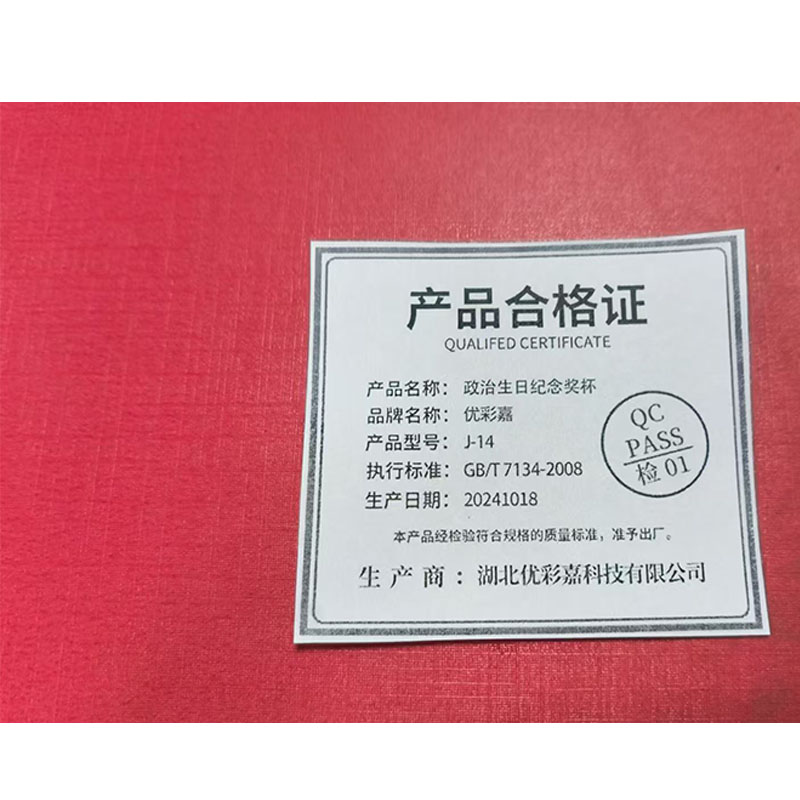 产品合格证
QUALIFED CERTIFICATE
产品名称：政治生日纪念奖杯
品牌名称：优彩嘉
产品型号：J-14
执行标准：GB/T 7134-2008
生产日期：20241018
QC
PASS
检 01
本产品经检验符合规格的质量标准，准予出厂。
生产商：湖北优彩嘉科技有限公司